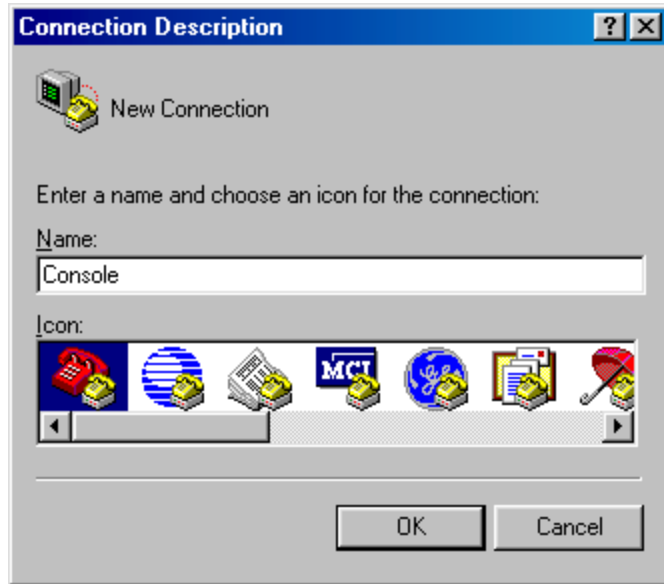 Connection Description
New Connection
Enter a name and choose an icon for the connection:
Name:
Console
Icon:
MCI
OK Cancel